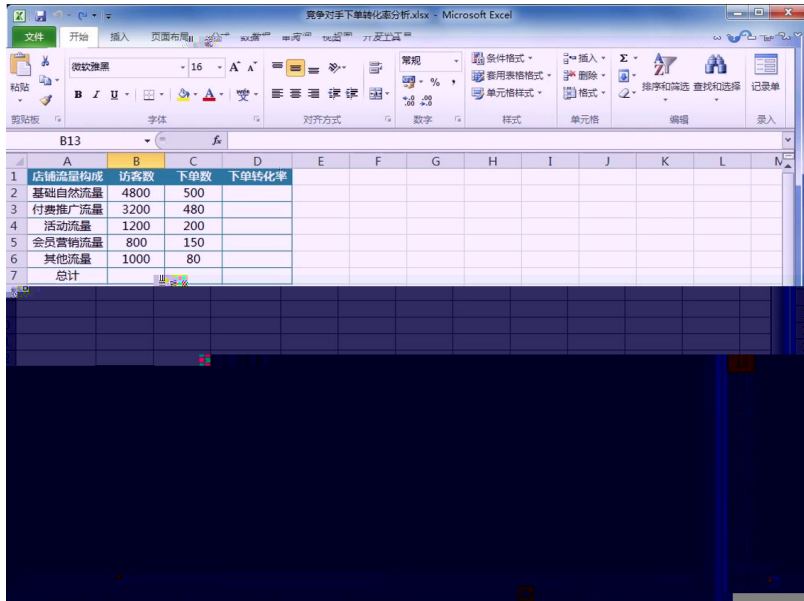 竞争对手下单转化率分析.xlsx - Microsoft Excel
文件 开始 插入 页面布局
粘贴 微软雅黑 16 A A 常规 条件格式 插入 Σ
B I U A 变 % , 套用表格格式 删除 排序和筛选 查找和选择 记录单
单元格样式 格式
剪贴板 字体 对齐方式 数字 样式 单元格 编辑 录入
B13 fx
A B C D E F G H I J K L
1 店铺流量构成 访客数 下单数 下单转化率
2 基础自然流量 4800 500
3 付费推广流量 3200 480
4 活动流量 1200 200
5 会员营销流量 800 150
6 其他流量 1000 80
7 总计